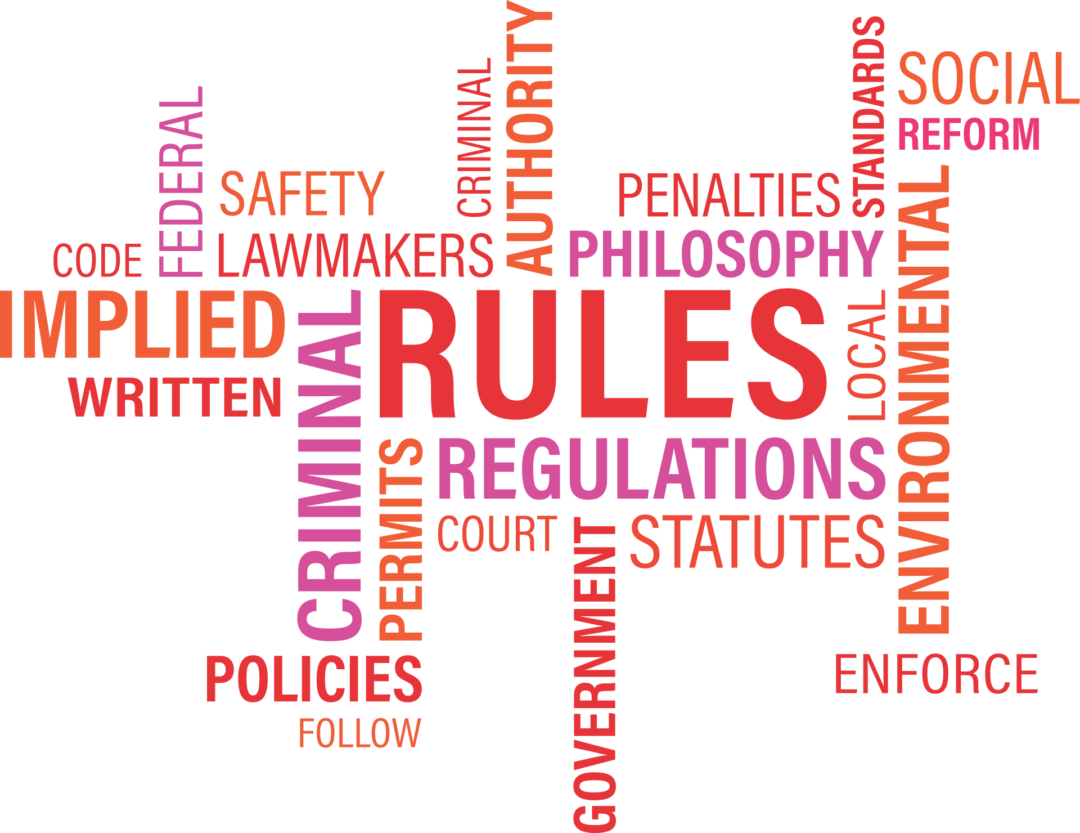 AUTHORITY
STANDARDS
SOCIAL
CRIMINAL
FEDERAL
REFORM
SAFETY
PENALTIES
ENVIRONMENTAL
CODE
LAWMAKERS
PHILOSOPHY
IMPLIED
CRIMINAL
RULES
LOCAL
WRITTEN
PERMITS
REGULATIONS
COURT
STATUTES
GOVERNMENT
POLICIES
ENFORCE
FOLLOW